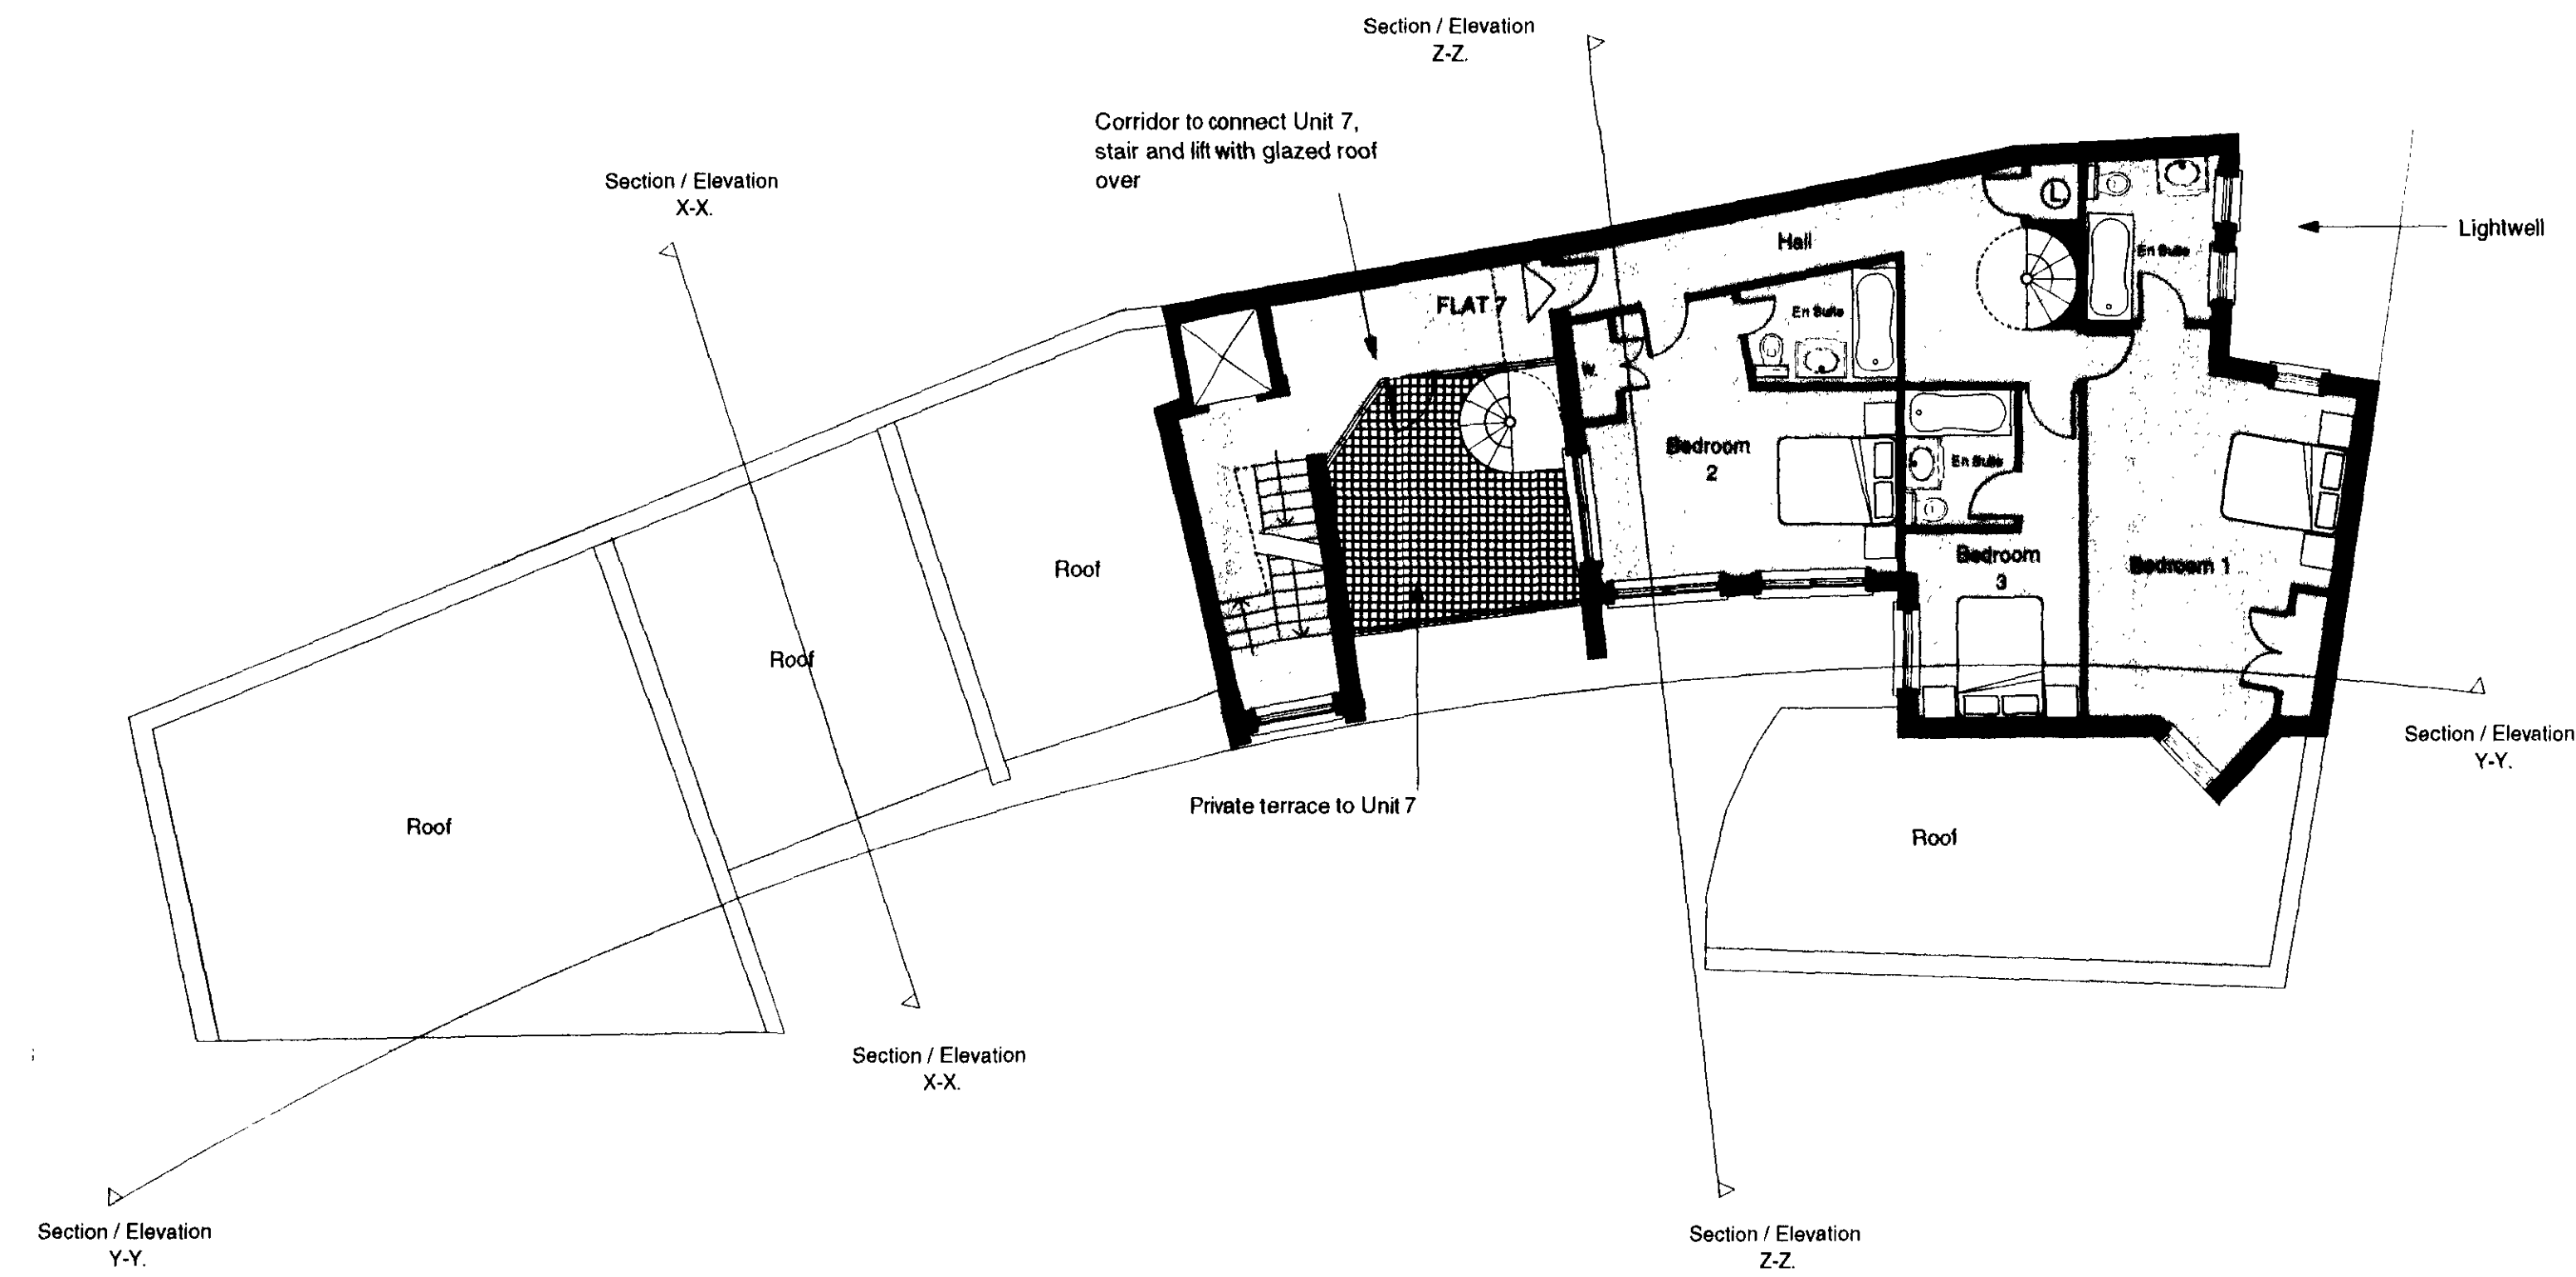 Section / Elevation
Z-Z.
Corridor to connect Unit 7,
stair and lift with glazed roof
over
Section / Elevation
X-X.
Lightwell
Hall
L
En Suite
FLAT 7
En Suite
W.
Bedroom
2
En Suite
Bedroom
3
Bedroom 1
Roof
Roof
Roof
Private terrace to Unit 7
Section / Elevation
Y-Y.
Roof
Section / Elevation
X-X.
Section / Elevation
Y-Y.
Section / Elevation
Z-Z.